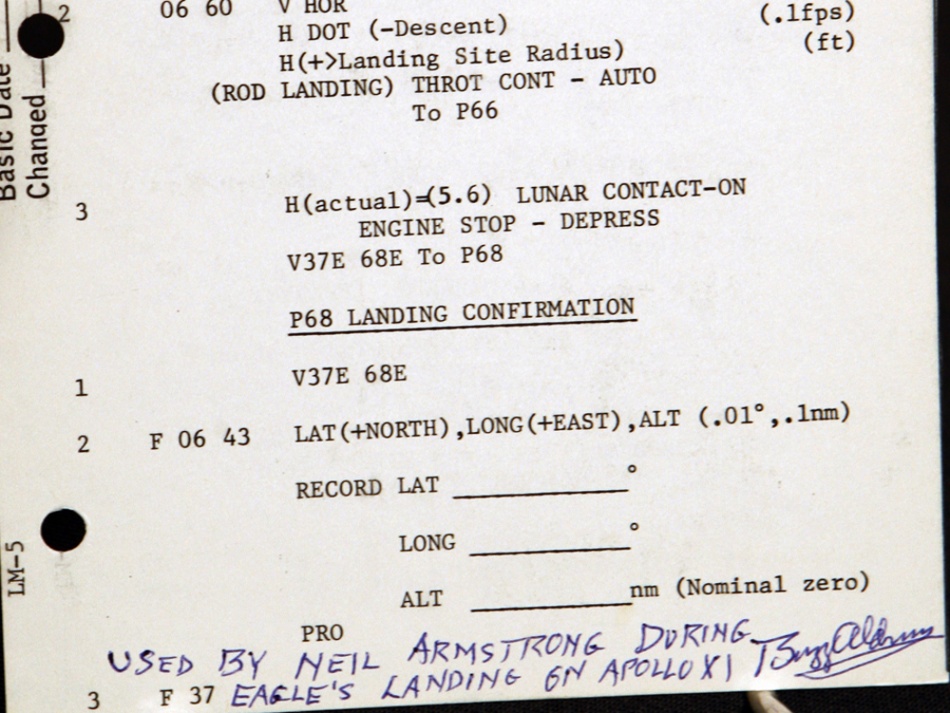 2 06 60 V HOR (.1fps)
H DOT (-Descent) (ft)
H(+>Landing Site Radius)
(ROD LANDING) THROT CONT - AUTO
To P66
Basic Date
Changed
3 H(actual)=(5.6) LUNAR CONTACT-ON
ENGINE STOP - DEPRESS
V37E 68E To P68
P68 LANDING CONFIRMATION
1 V37E 68E
2 F 06 43 LAT(+NORTH),LONG(+EAST),ALT (.01°,.1nm)
RECORD LAT ____________°
LONG ____________°
ALT ____________nm (Nominal zero)
LM-5
PRO
USED BY NEIL ARMSTRONG DURING Buzz Aldrin
3 F 37 EAGLE'S LANDING ON APOLLO XI